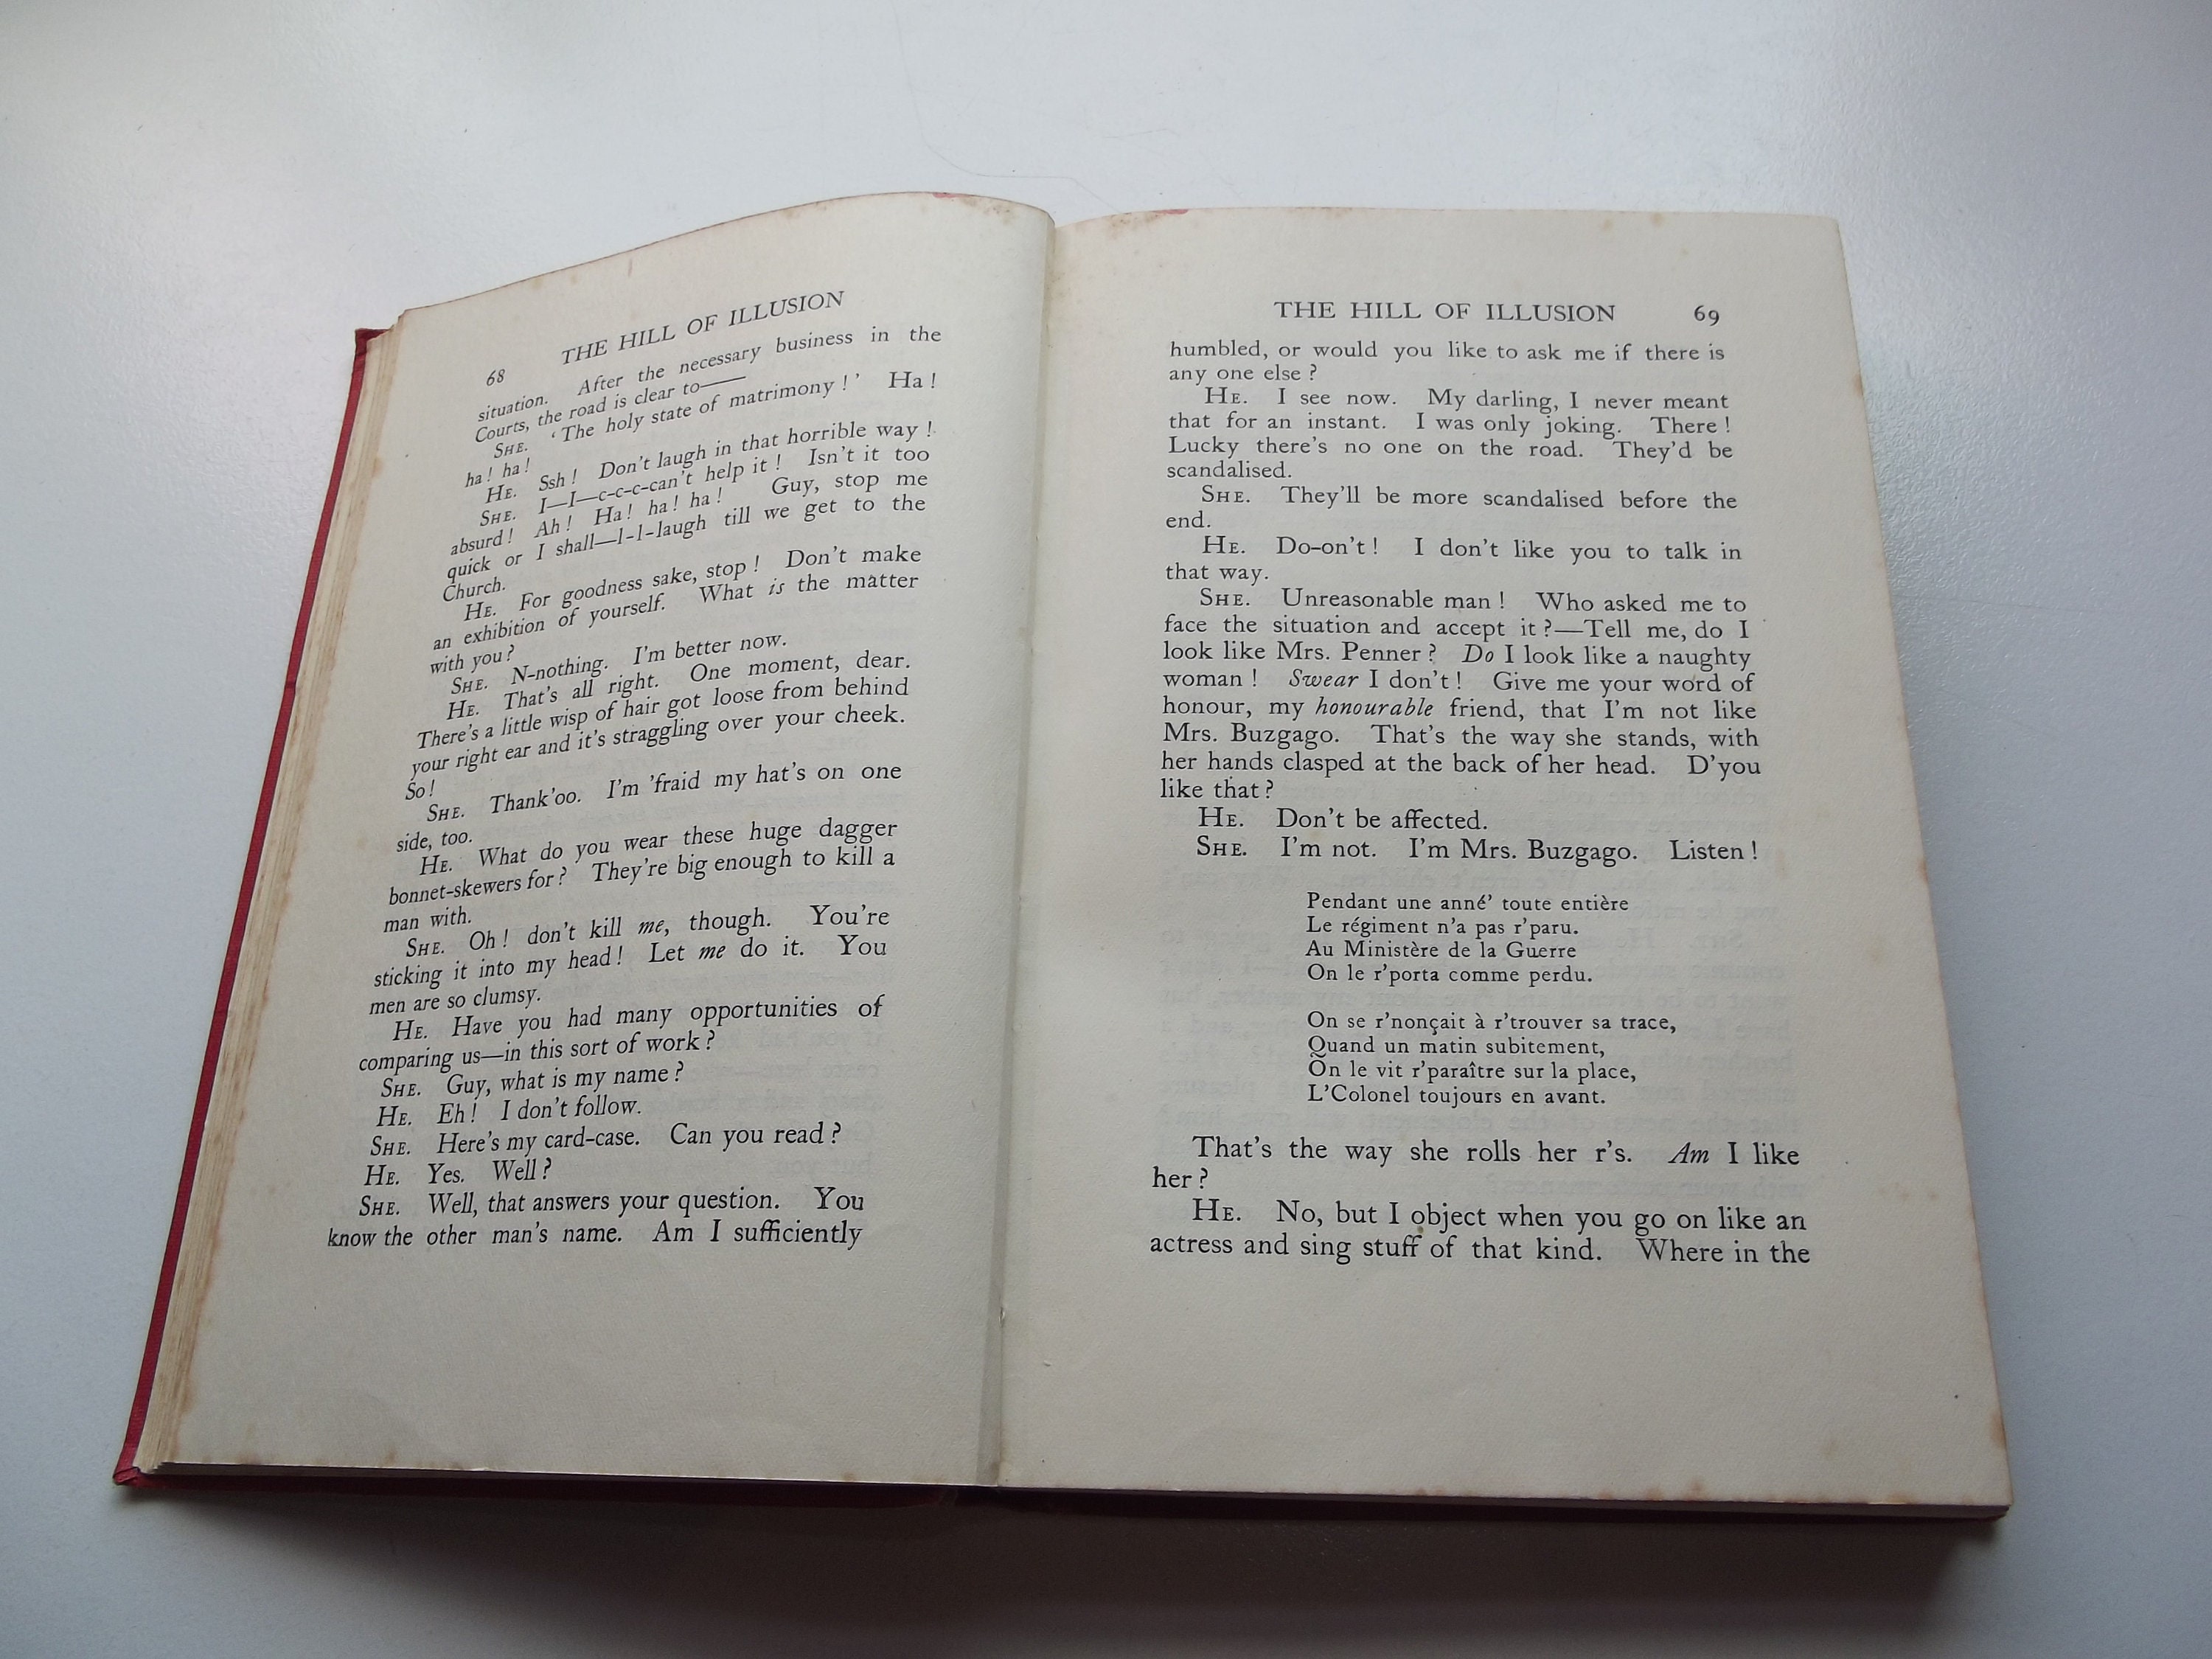 68 THE HILL OF ILLUSION
situation. After the necessary business in the
Courts, the road is clear to——
SHE. ‘The holy state of matrimony!’ Ha!
ha! ha!
HE. Ssh! Don't laugh in that horrible way!
SHE. I—I—c-c-c-can't help it! Isn't it too
absurd! Ah! Ha! ha! ha! Guy, stop me
quick or I shall—l-l-laugh till we get to the
Church.
HE. For goodness sake, stop! Don't make
an exhibition of yourself. What is the matter
with you?
SHE. N-nothing. I'm better now.
HE. That's all right. One moment, dear.
There's a little wisp of hair got loose from behind
your right ear and it's straggling over your cheek.
So!
SHE. Thank'oo. I'm 'fraid my hat's on one
side, too.
HE. What do you wear these huge dagger
bonnet-skewers for? They're big enough to kill a
man with.
SHE. Oh! don't kill me, though. You're
sticking it into my head! Let me do it. You
men are so clumsy.
HE. Have you had many opportunities of
comparing us—in this sort of work?
SHE. Guy, what is my name?
HE. Eh! I don't follow.
SHE. Here's my card-case. Can you read?
HE. Yes. Well?
SHE. Well, that answers your question. You
know the other man's name. Am I sufficiently
THE HILL OF ILLUSION 69
humbled, or would you like to ask me if there is
any one else?
HE. I see now. My darling, I never meant
that for an instant. I was only joking. There!
Lucky there's no one on the road. They'd be
scandalised.
SHE. They'll be more scandalised before the
end.
HE. Do-on't! I don't like you to talk in
that way.
SHE. Unreasonable man! Who asked me to
face the situation and accept it?—Tell me, do I
look like Mrs. Penner? Do I look like a naughty
woman! Swear I don't! Give me your word of
honour, my honourable friend, that I'm not like
Mrs. Buzgago. That's the way she stands, with
her hands clasped at the back of her head. D'you
like that?
HE. Don't be affected.
SHE. I'm not. I'm Mrs. Buzgago. Listen!
Pendant une anné' toute entière
Le régiment n'a pas r'paru.
Au Ministère de la Guerre
On le r'porta comme perdu.
On se r'nonçait à r'trouver sa trace,
Quand un matin subitement,
On le vit r'paraître sur la place,
L'Colonel toujours en avant.
That's the way she rolls her r's. Am I like
her?
HE. No, but I object when you go on like an
actress and sing stuff of that kind. Where in the